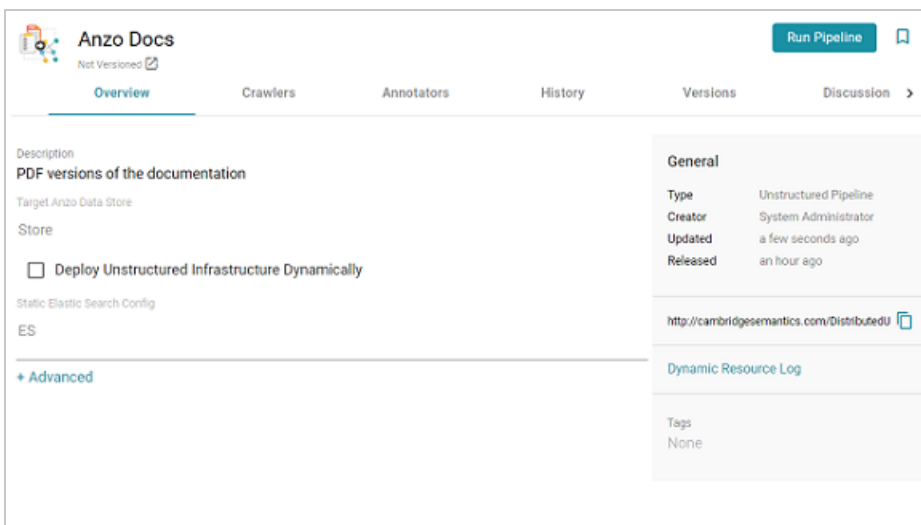 Anzo Docs
Run Pipeline
Not Versioned
Overview Crawlers Annotators History Versions Discussion
Description
PDF versions of the documentation
Target Anzo Data Store
Store
Deploy Unstructured Infrastructure Dynamically
Static Elastic Search Config
ES
+ Advanced
General
Type Unstructured Pipeline
Creator System Administrator
Updated a few seconds ago
Released an hour ago
http://cambridgesemantics.com/DistributedU
Dynamic Resource Log
Tags
None